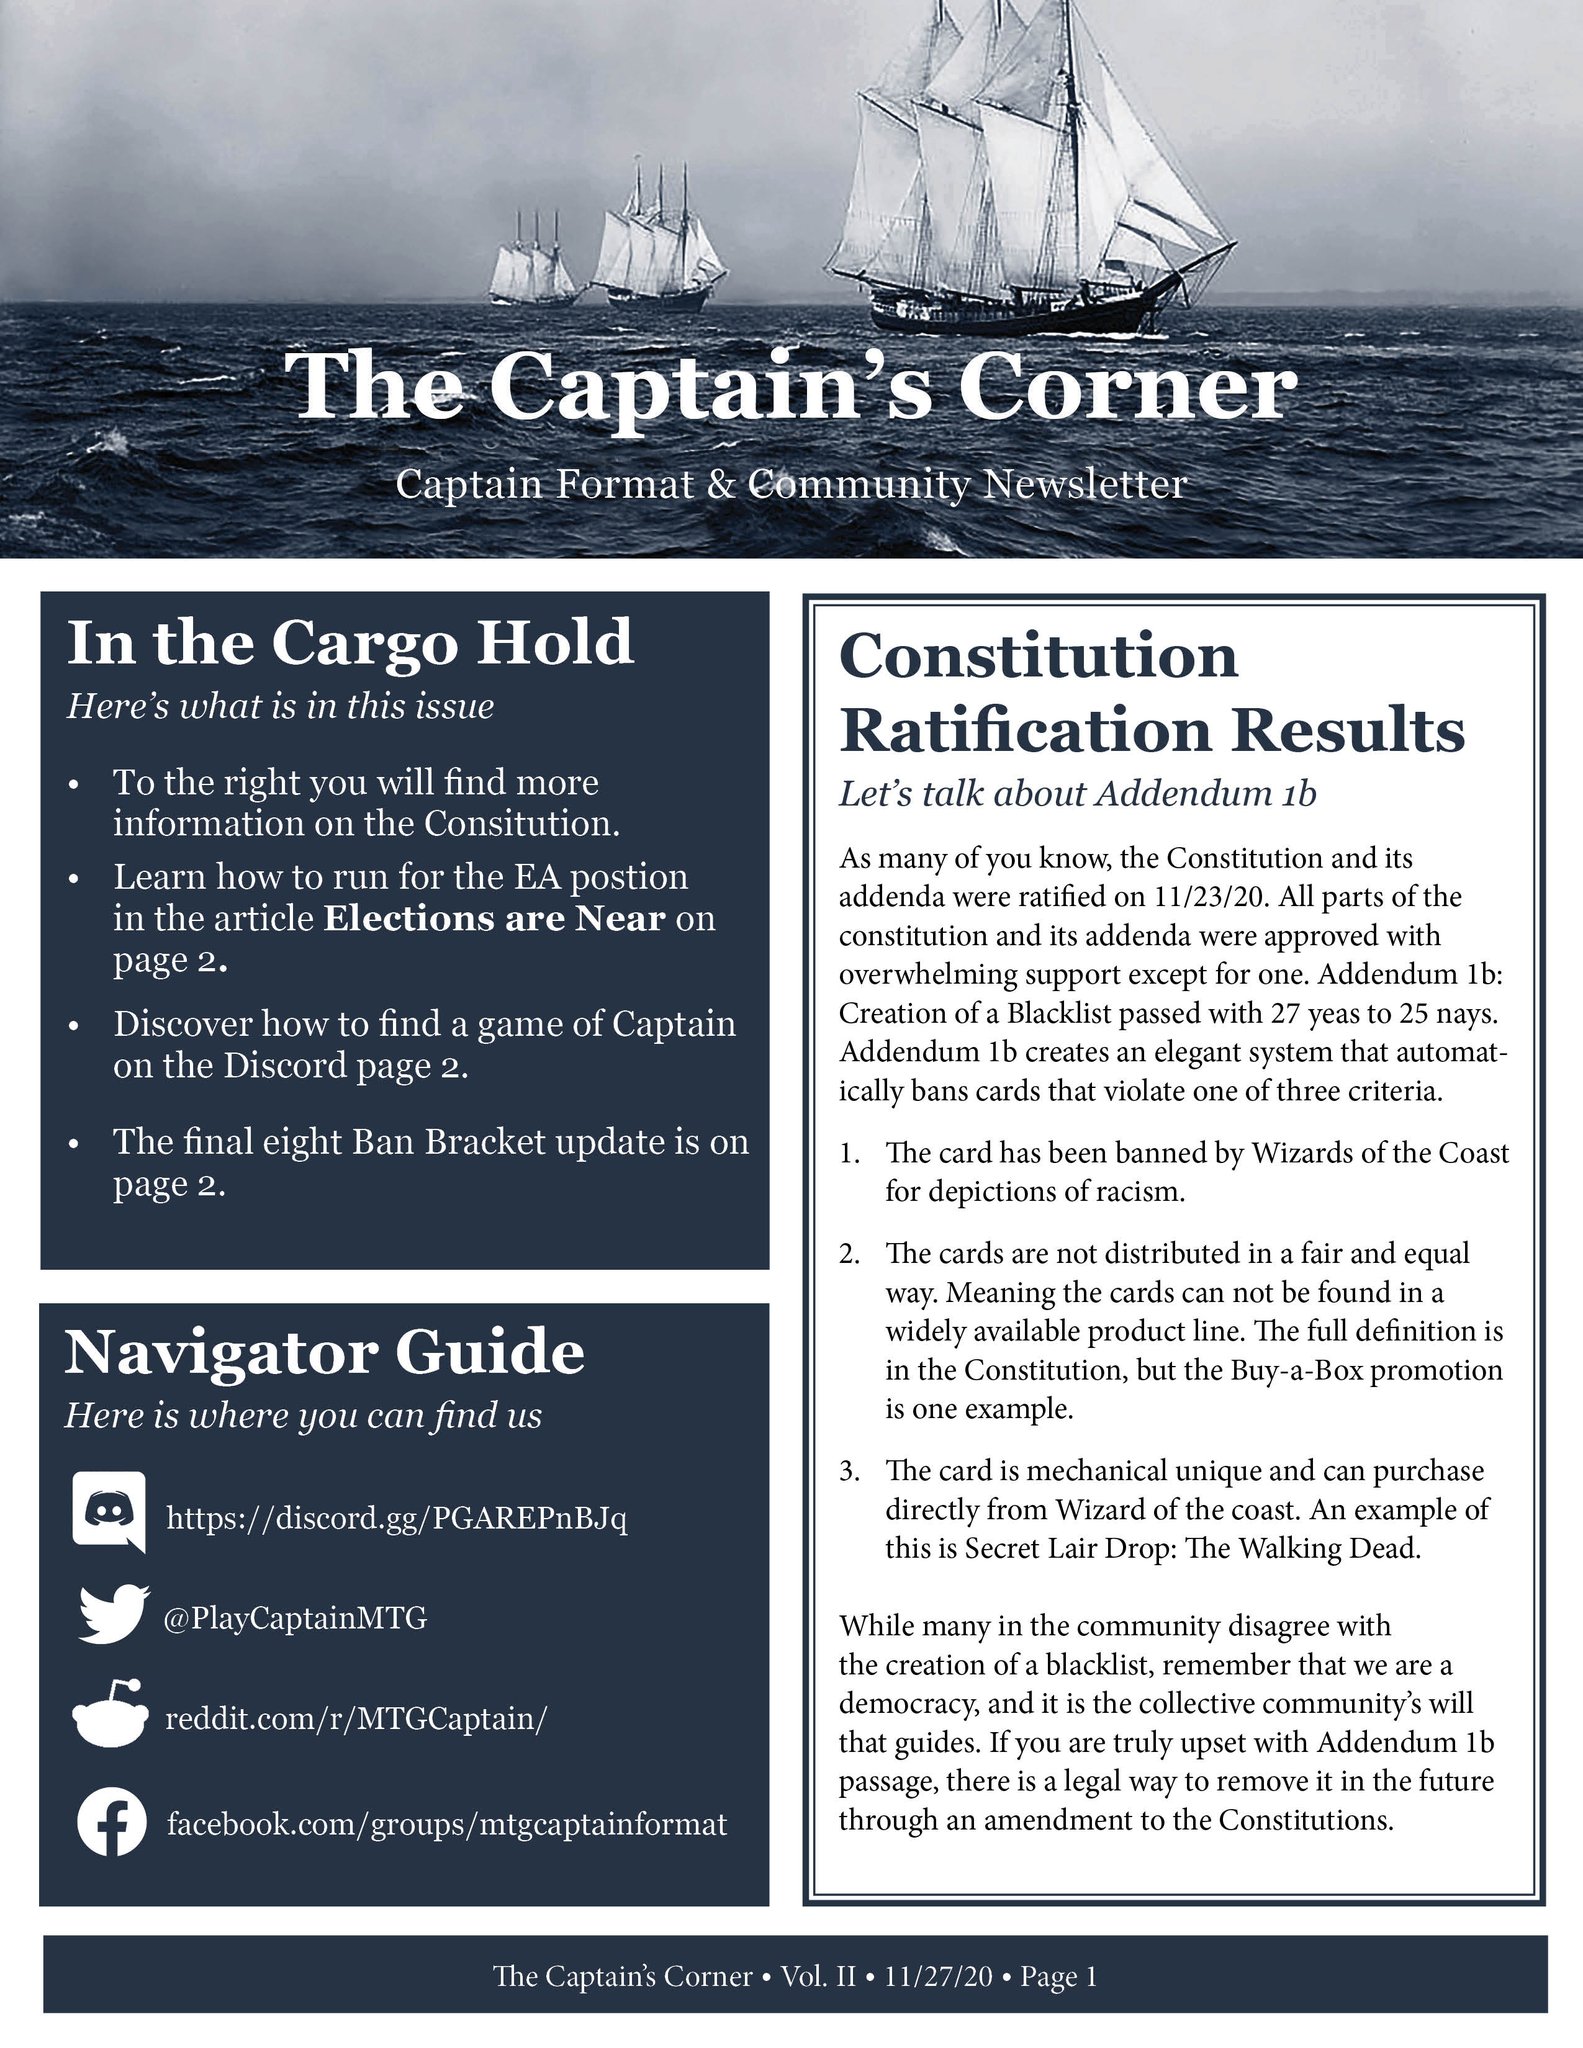 The Captain's Corner
Captain Format & Community Newsletter
In the Cargo Hold
Here's what is in this issue
• To the right you will find more
information on the Consitution.
• Learn how to run for the EA postion
in the article Elections are Near on
page 2.
• Discover how to find a game of Captain
on the Discord page 2.
• The final eight Ban Bracket update is on
page 2.
Navigator Guide
Here is where you can find us
https://discord.gg/PGAREPnBJq
@PlayCaptainMTG
reddit.com/r/MTGCaptain/
facebook.com/groups/mtgcaptainformat
Constitution
Ratification Results
Let's talk about Addendum 1b
As many of you know, the Constitution and its
addenda were ratified on 11/23/20. All parts of the
constitution and its addenda were approved with
overwhelming support except for one. Addendum 1b:
Creation of a Blacklist passed with 27 yeas to 25 nays.
Addendum 1b creates an elegant system that automat-
ically bans cards that violate one of three criteria.
1. The card has been banned by Wizards of the Coast
for depictions of racism.
2. The cards are not distributed in a fair and equal
way. Meaning the cards can not be found in a
widely available product line. The full definition is
in the Constitution, but the Buy-a-Box promotion
is one example.
3. The card is mechanical unique and can purchase
directly from Wizard of the coast. An example of
this is Secret Lair Drop: The Walking Dead.
While many in the community disagree with
the creation of a blacklist, remember that we are a
democracy, and it is the collective community's will
that guides. If you are truly upset with Addendum 1b
passage, there is a legal way to remove it in the future
through an amendment to the Constitutions.
The Captain's Corner • Vol. II • 11/27/20 • Page 1